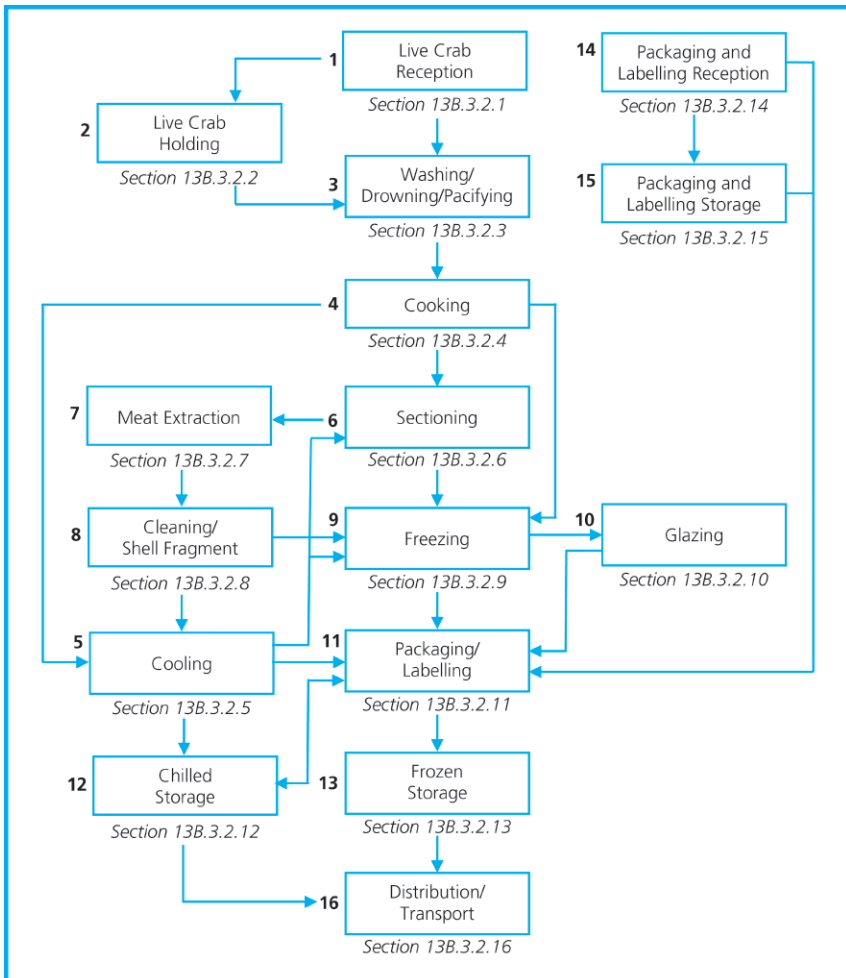 1
Live Crab
Reception
Section 13B.3.2.1
14
Packaging and
Labelling Reception
Section 13B.3.2.14
2
Live Crab
Holding
Section 13B.3.2.2
3
Washing/
Drowning/Pacifying
Section 13B.3.2.3
15
Packaging and
Labelling Storage
Section 13B.3.2.15
4
Cooking
Section 13B.3.2.4
7
Meat Extraction
Section 13B.3.2.7
6
Sectioning
Section 13B.3.2.6
8
Cleaning/
Shell Fragment
Section 13B.3.2.8
9
Freezing
Section 13B.3.2.9
10
Glazing
Section 13B.3.2.10
5
Cooling
Section 13B.3.2.5
11
Packaging/
Labelling
Section 13B.3.2.11
12
Chilled
Storage
Section 13B.3.2.12
13
Frozen
Storage
Section 13B.3.2.13
16
Distribution/
Transport
Section 13B.3.2.16